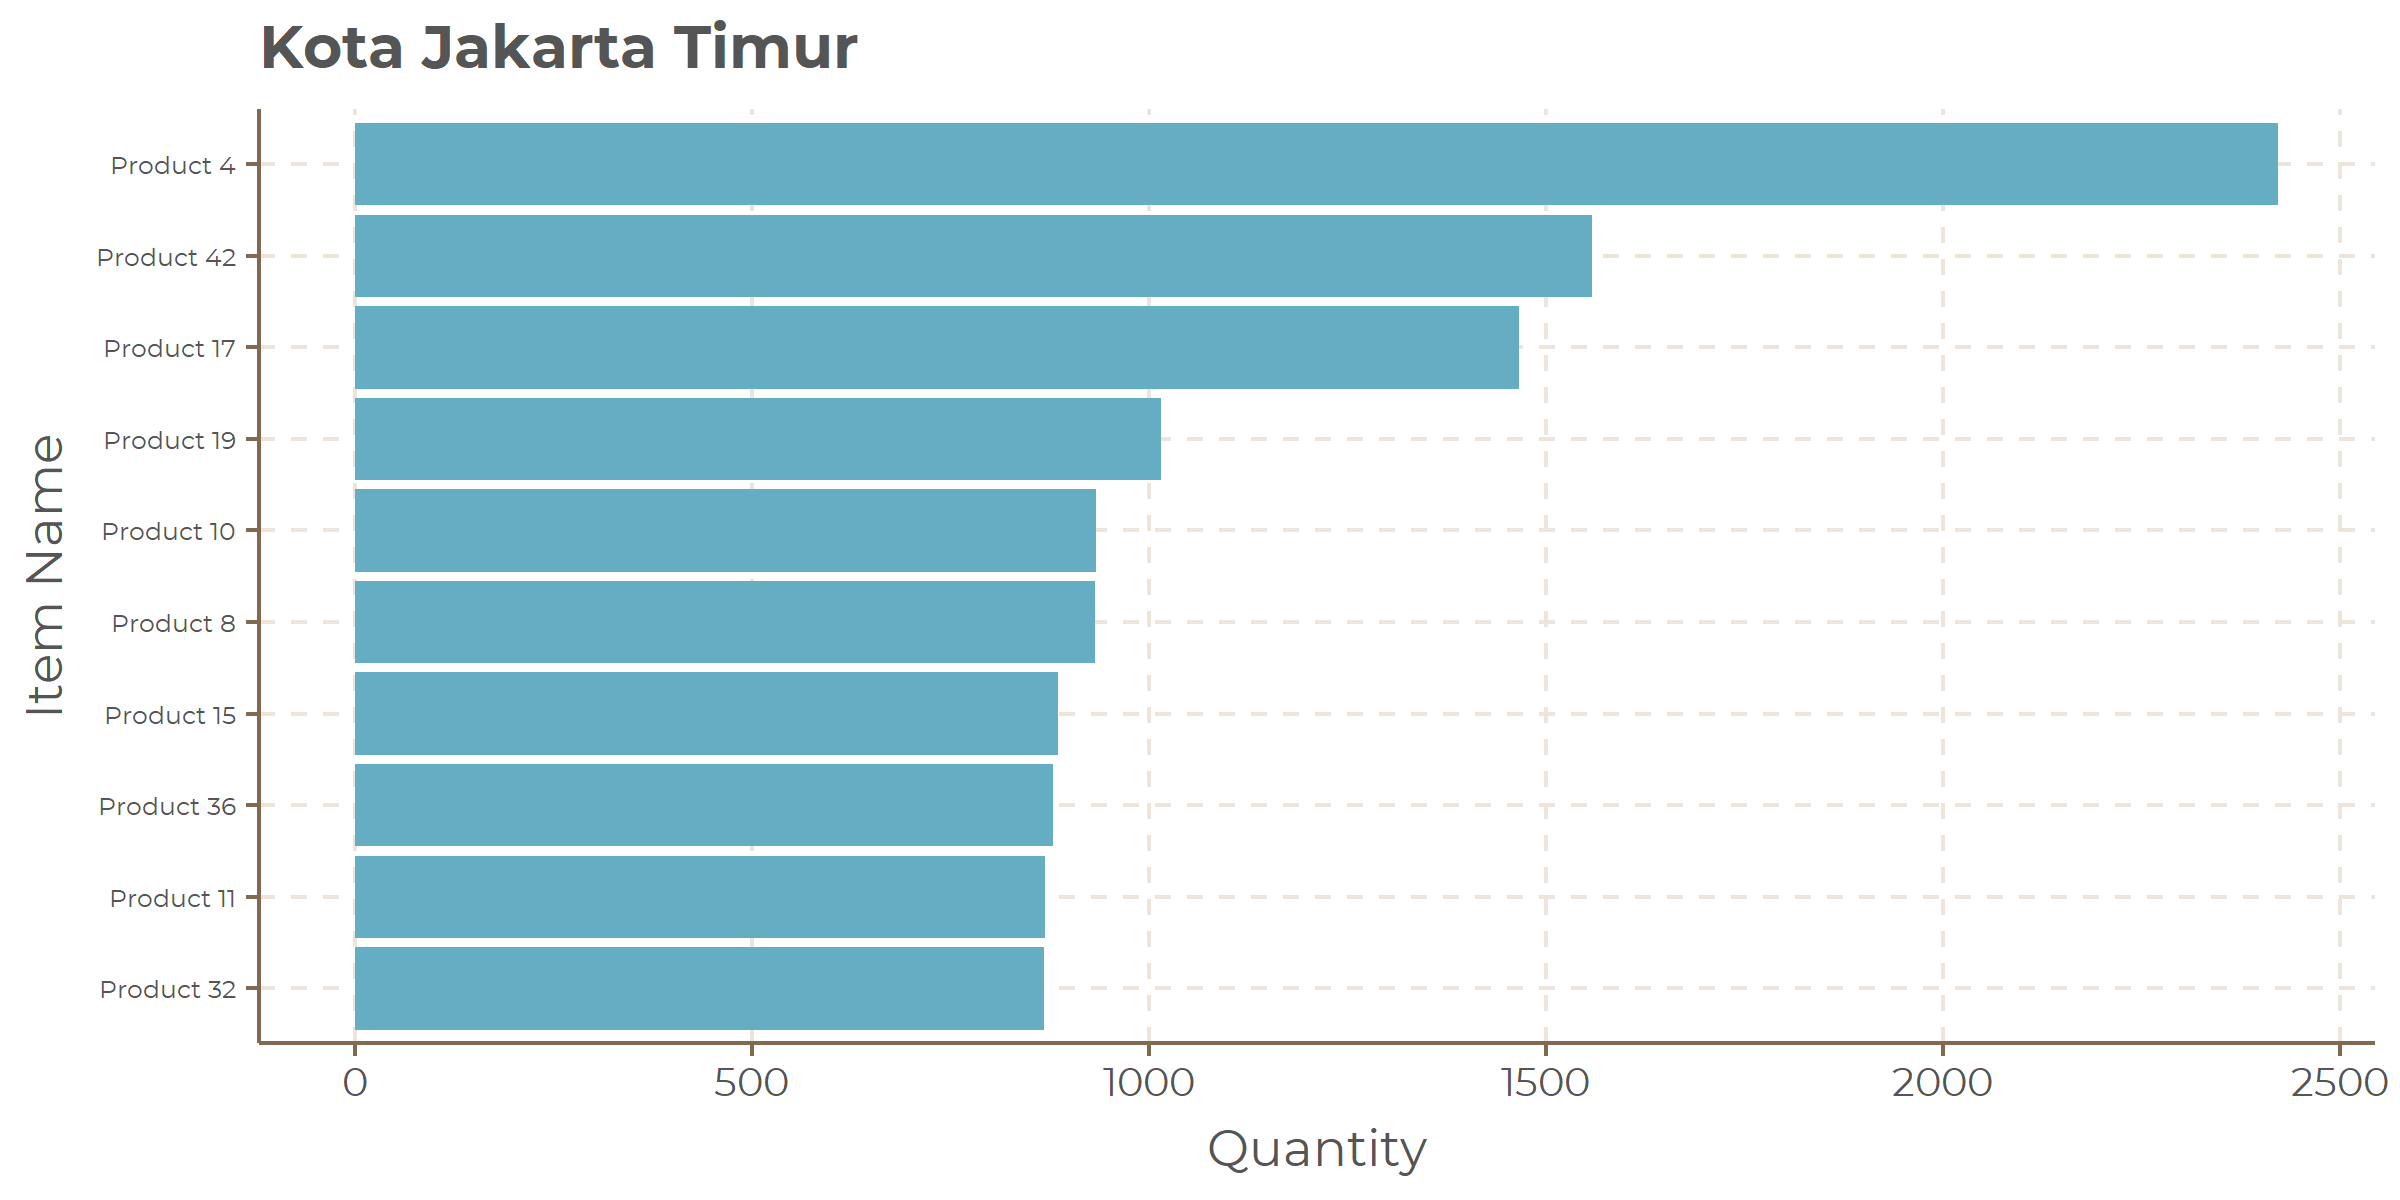 Kota Jakarta Timur
Item Name
Product 4
Product 42
Product 17
Product 19
Product 10
Product 8
Product 15
Product 36
Product 11
Product 32
0 500 1000 1500 2000 2500
Quantity